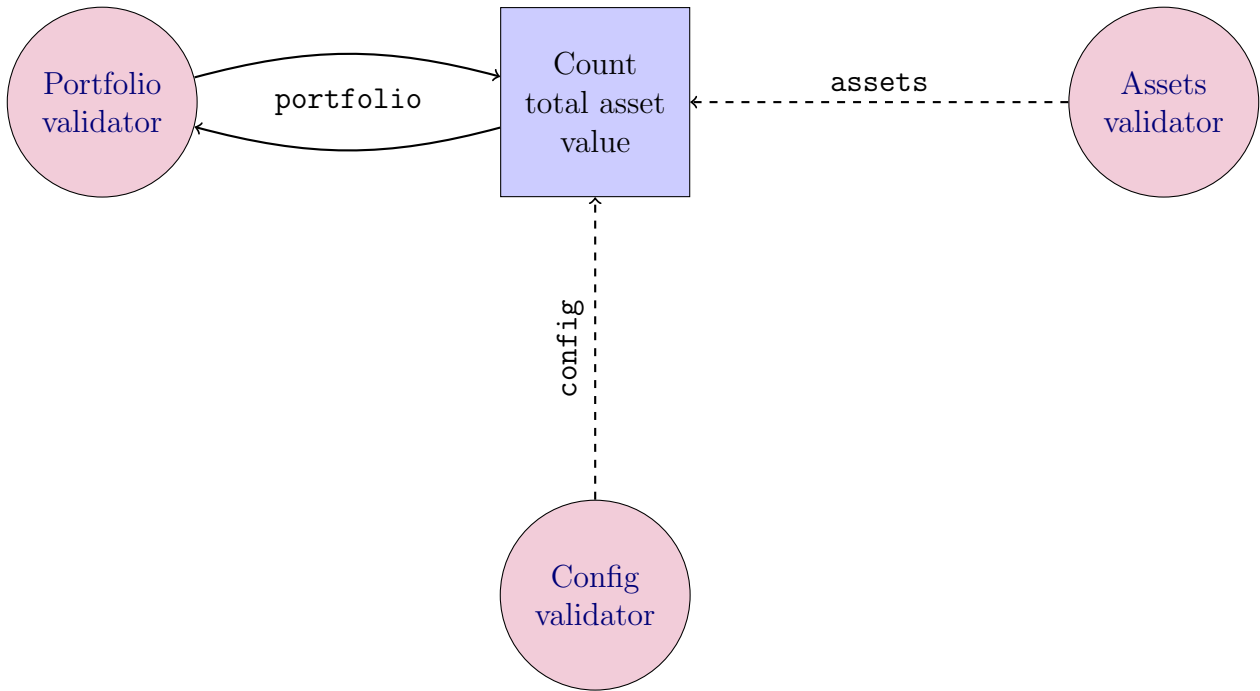 Portfolio
validator
portfolio
Count
total asset
value
assets
Assets
validator
config
Config
validator